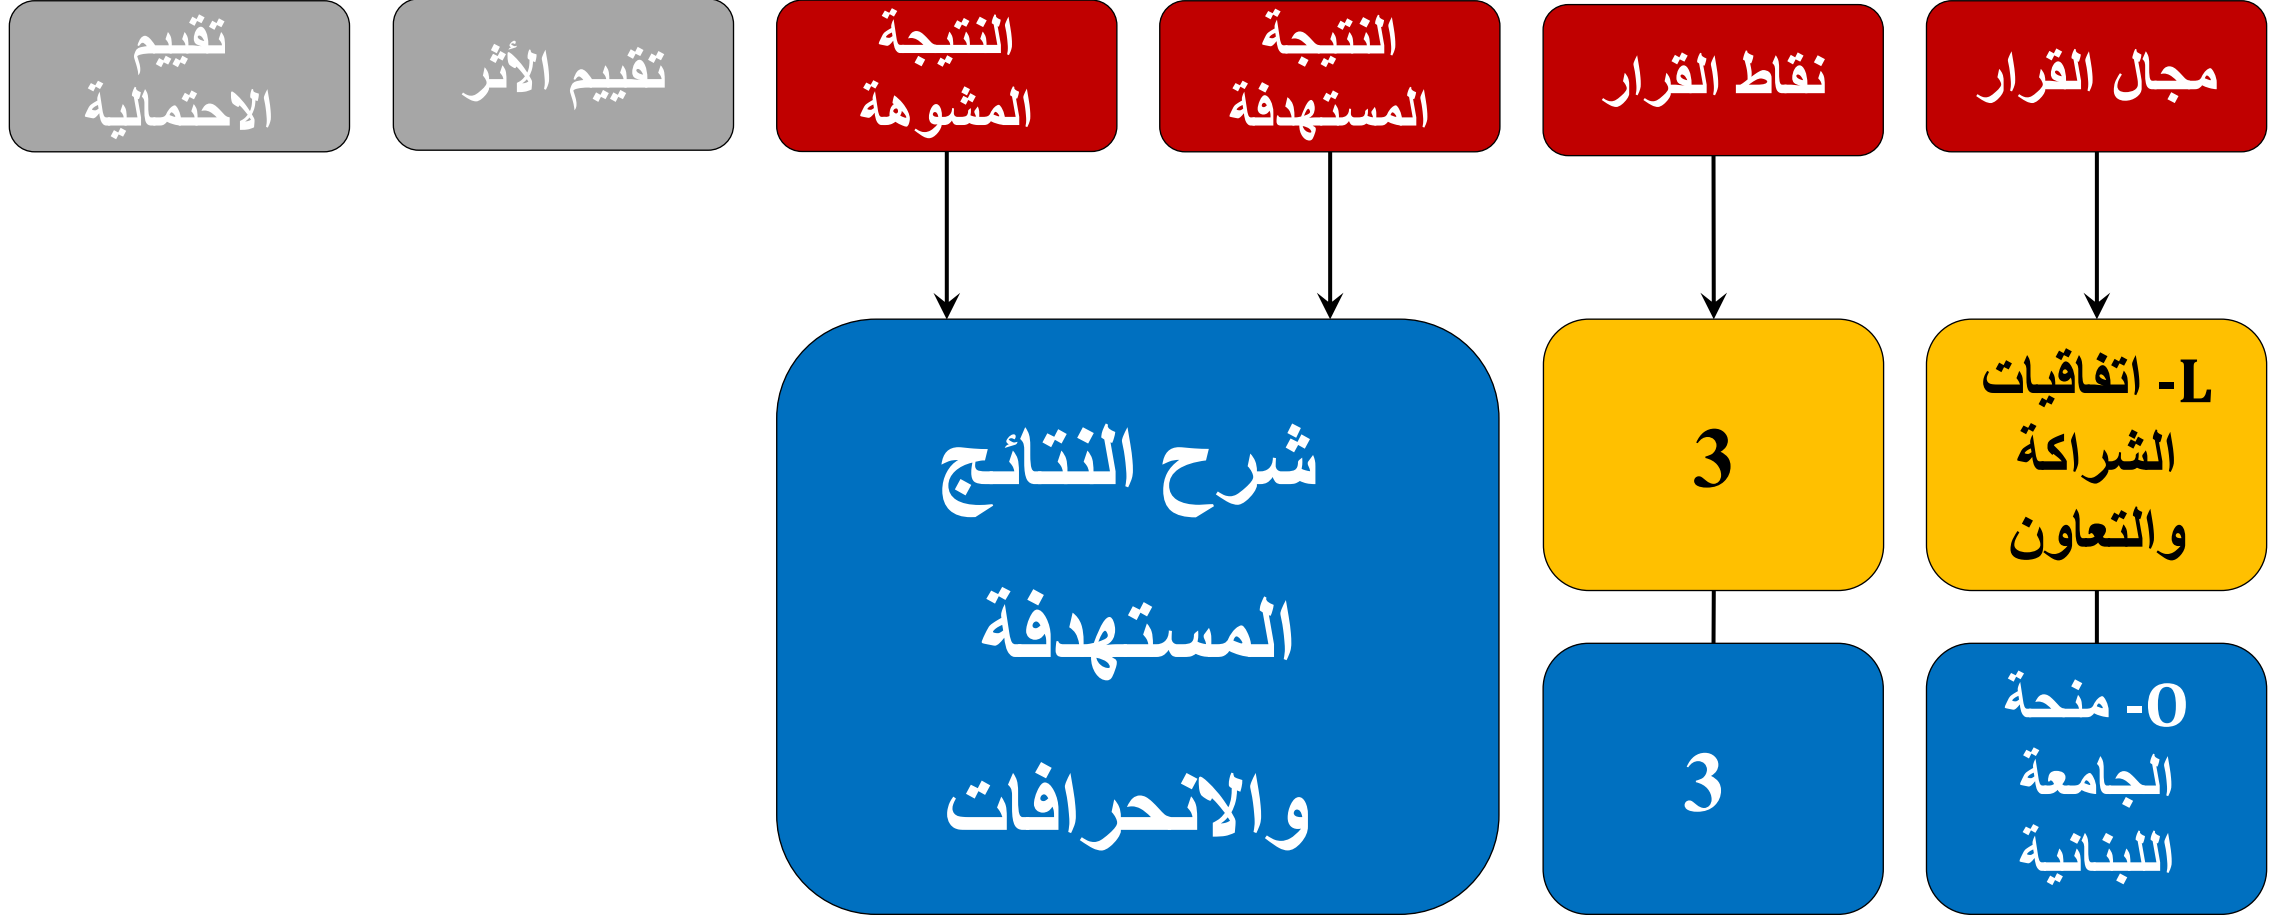 مجال القرار
نقاط القرار
النتيجة
المستهدفة
النتيجة
المشوهة
تقييم الأثر
تقييم
الاحتمالية
L- اتفاقيات
الشراكة
والتعاون
3
شرح النتائج
المستهدفة
والانحرافات
O- منحة
الجامعة
اللبنانية
3